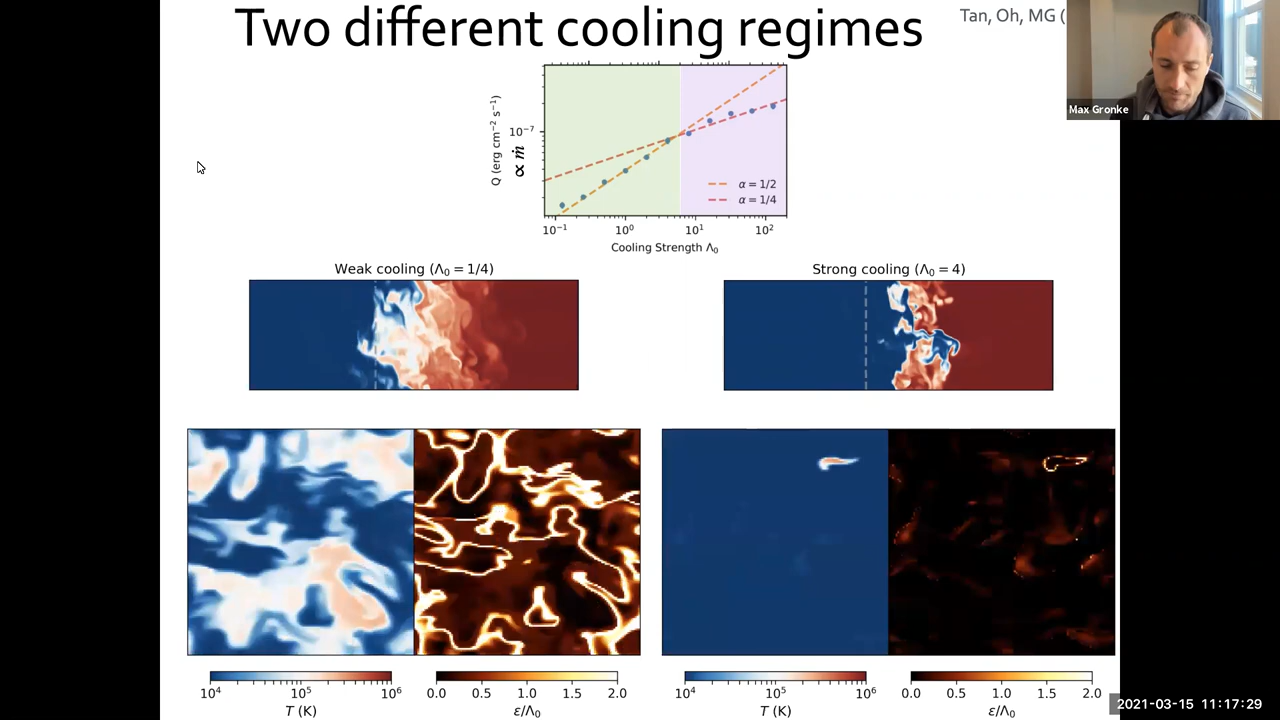 Two different cooling regimes
Tan, Oh, MG (
Max Gronke
Q (erg cm⁻² s⁻¹)
∝ ṁ
10⁻⁷
α = 1/2
α = 1/4
10⁻¹ 10⁰ 10¹ 10²
Cooling Strength Λ₀
Weak cooling (Λ₀ = 1/4)
Strong cooling (Λ₀ = 4)
10⁴ 10⁵ 10⁶
T (K)
0.0 0.5 1.0 1.5 2.0
ε/Λ₀
10⁴ 10⁵ 10⁶
T (K)
0.0 0.5 1.0 1.5 2.0
ε/Λ₀
2021-03-15 11:17:29